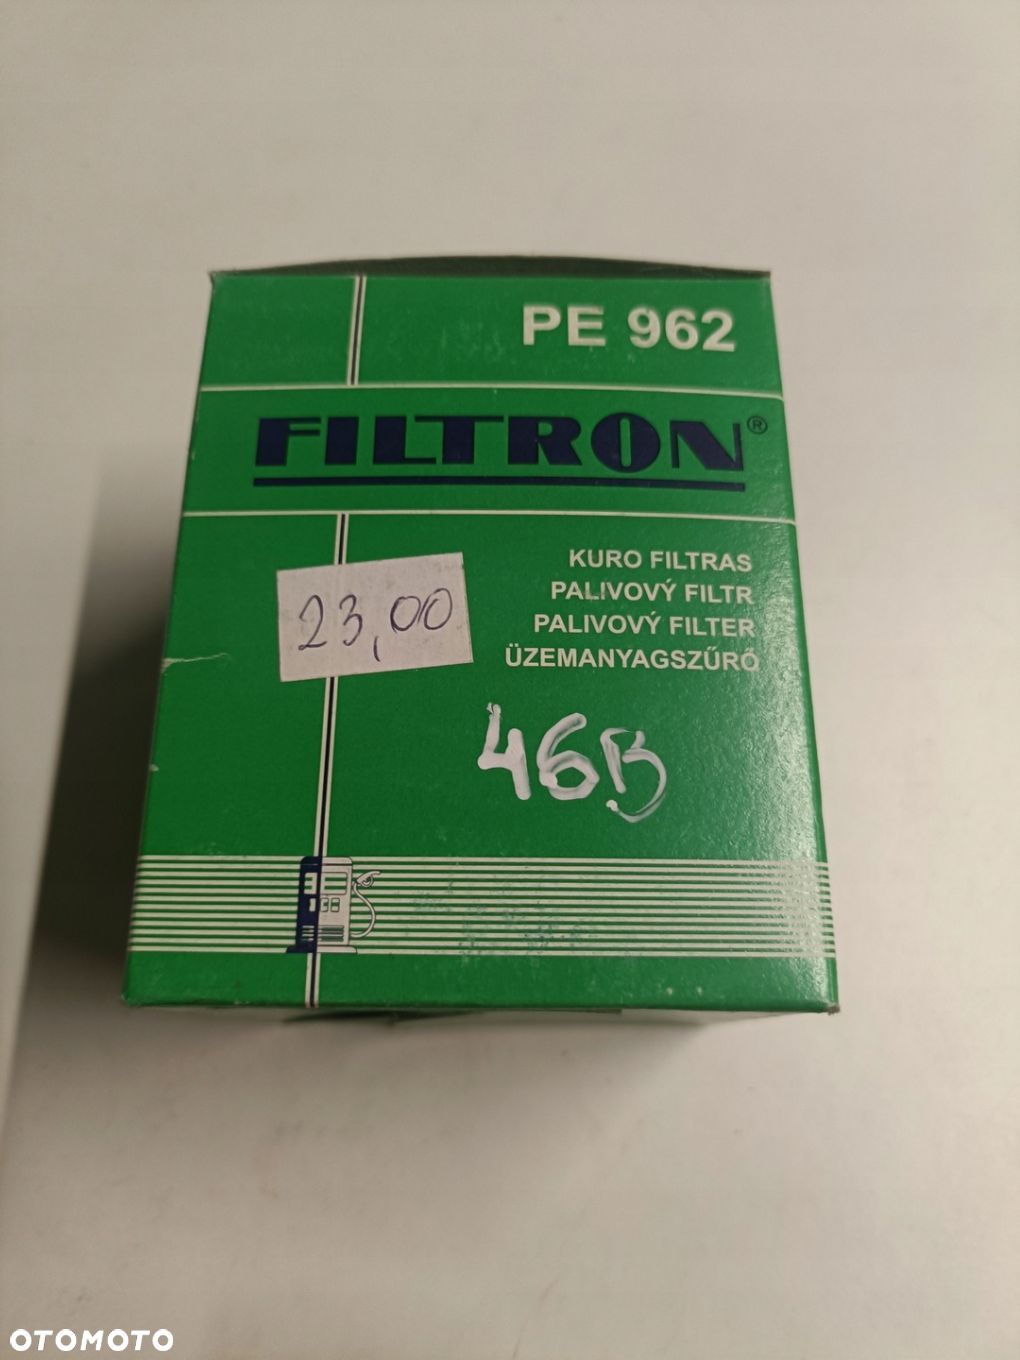 PE 962
FILTRON®
KURO FILTRAS
PALIVOVÝ FILTR
PALIVOVÝ FILTER
ÜZEMANYAGSZŰRŐ
23,00
46B
OTOMOTO